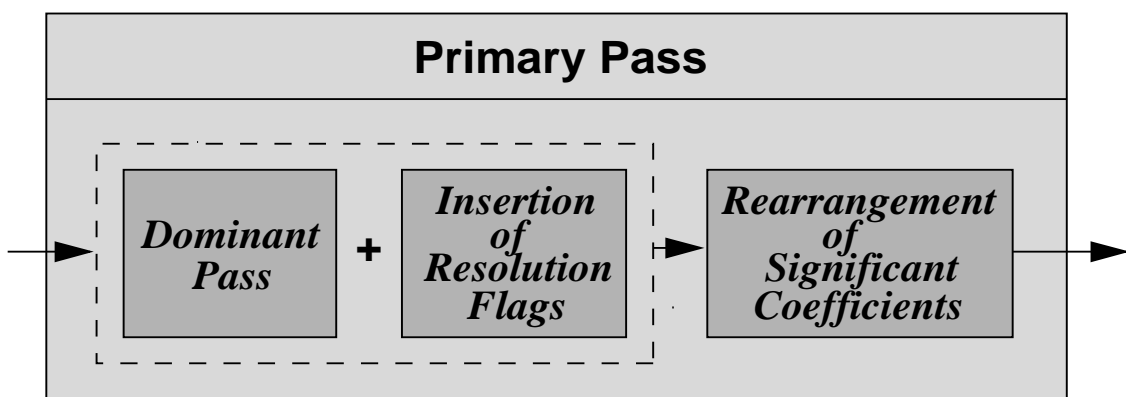 Primary Pass
Dominant
Pass
+
Insertion
of
Resolution
Flags
Rearrangement
of
Significant
Coefficients